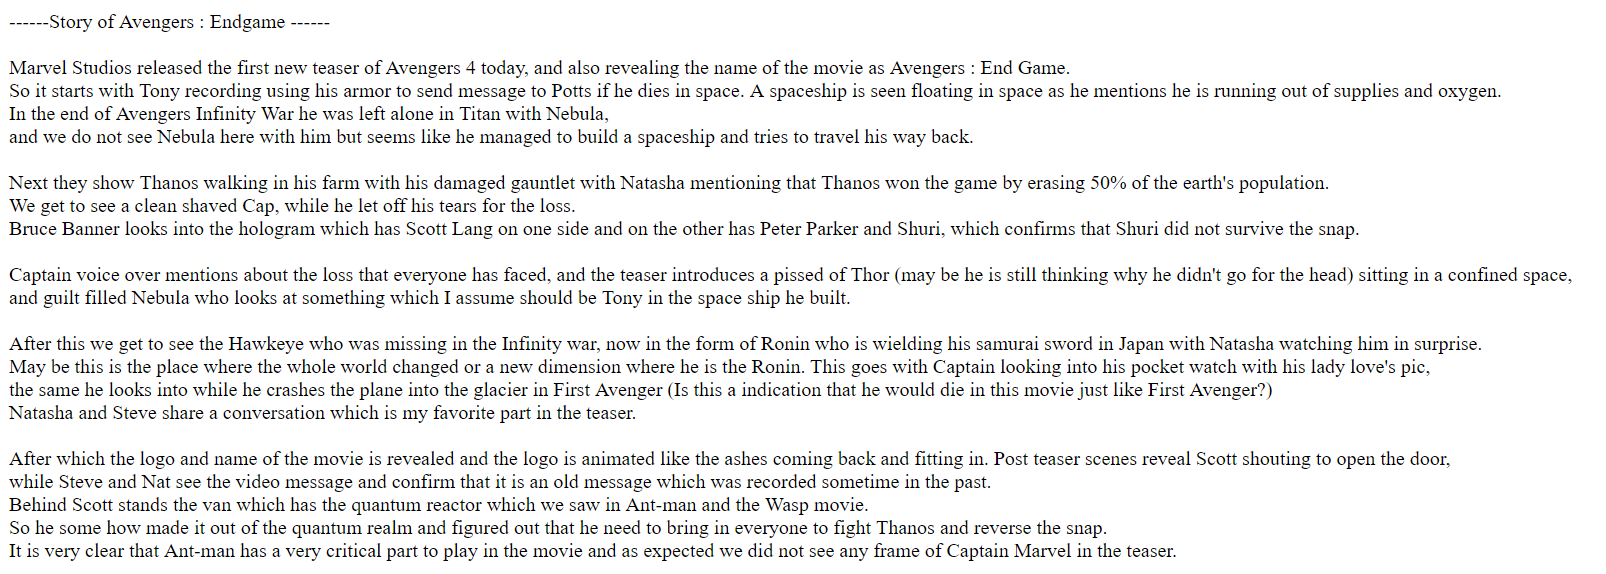 ------Story of Avengers : Endgame ------
Marvel Studios released the first new teaser of Avengers 4 today, and also revealing the name of the movie as Avengers : End Game.
So it starts with Tony recording using his armor to send message to Potts if he dies in space. A spaceship is seen floating in space as he mentions he is running out of supplies and oxygen.
In the end of Avengers Infinity War he was left alone in Titan with Nebula,
and we do not see Nebula here with him but seems like he managed to build a spaceship and tries to travel his way back.
Next they show Thanos walking in his farm with his damaged gauntlet with Natasha mentioning that Thanos won the game by erasing 50% of the earth's population.
We get to see a clean shaved Cap, while he let off his tears for the loss.
Bruce Banner looks into the hologram which has Scott Lang on one side and on the other has Peter Parker and Shuri, which confirms that Shuri did not survive the snap.
Captain voice over mentions about the loss that everyone has faced, and the teaser introduces a pissed of Thor (may be he is still thinking why he didn't go for the head) sitting in a confined space,
and guilt filled Nebula who looks at something which I assume should be Tony in the space ship he built.
After this we get to see the Hawkeye who was missing in the Infinity war, now in the form of Ronin who is wielding his samurai sword in Japan with Natasha watching him in surprise.
May be this is the place where the whole world changed or a new dimension where he is the Ronin. This goes with Captain looking into his pocket watch with his lady love's pic,
the same he looks into while he crashes the plane into the glacier in First Avenger (Is this a indication that he would die in this movie just like First Avenger?)
Natasha and Steve share a conversation which is my favorite part in the teaser.
After which the logo and name of the movie is revealed and the logo is animated like the ashes coming back and fitting in. Post teaser scenes reveal Scott shouting to open the door,
while Steve and Nat see the video message and confirm that it is an old message which was recorded sometime in the past.
Behind Scott stands the van which has the quantum reactor which we saw in Ant-man and the Wasp movie.
So he some how made it out of the quantum realm and figured out that he need to bring in everyone to fight Thanos and reverse the snap.
It is very clear that Ant-man has a very critical part to play in the movie and as expected we did not see any frame of Captain Marvel in the teaser.